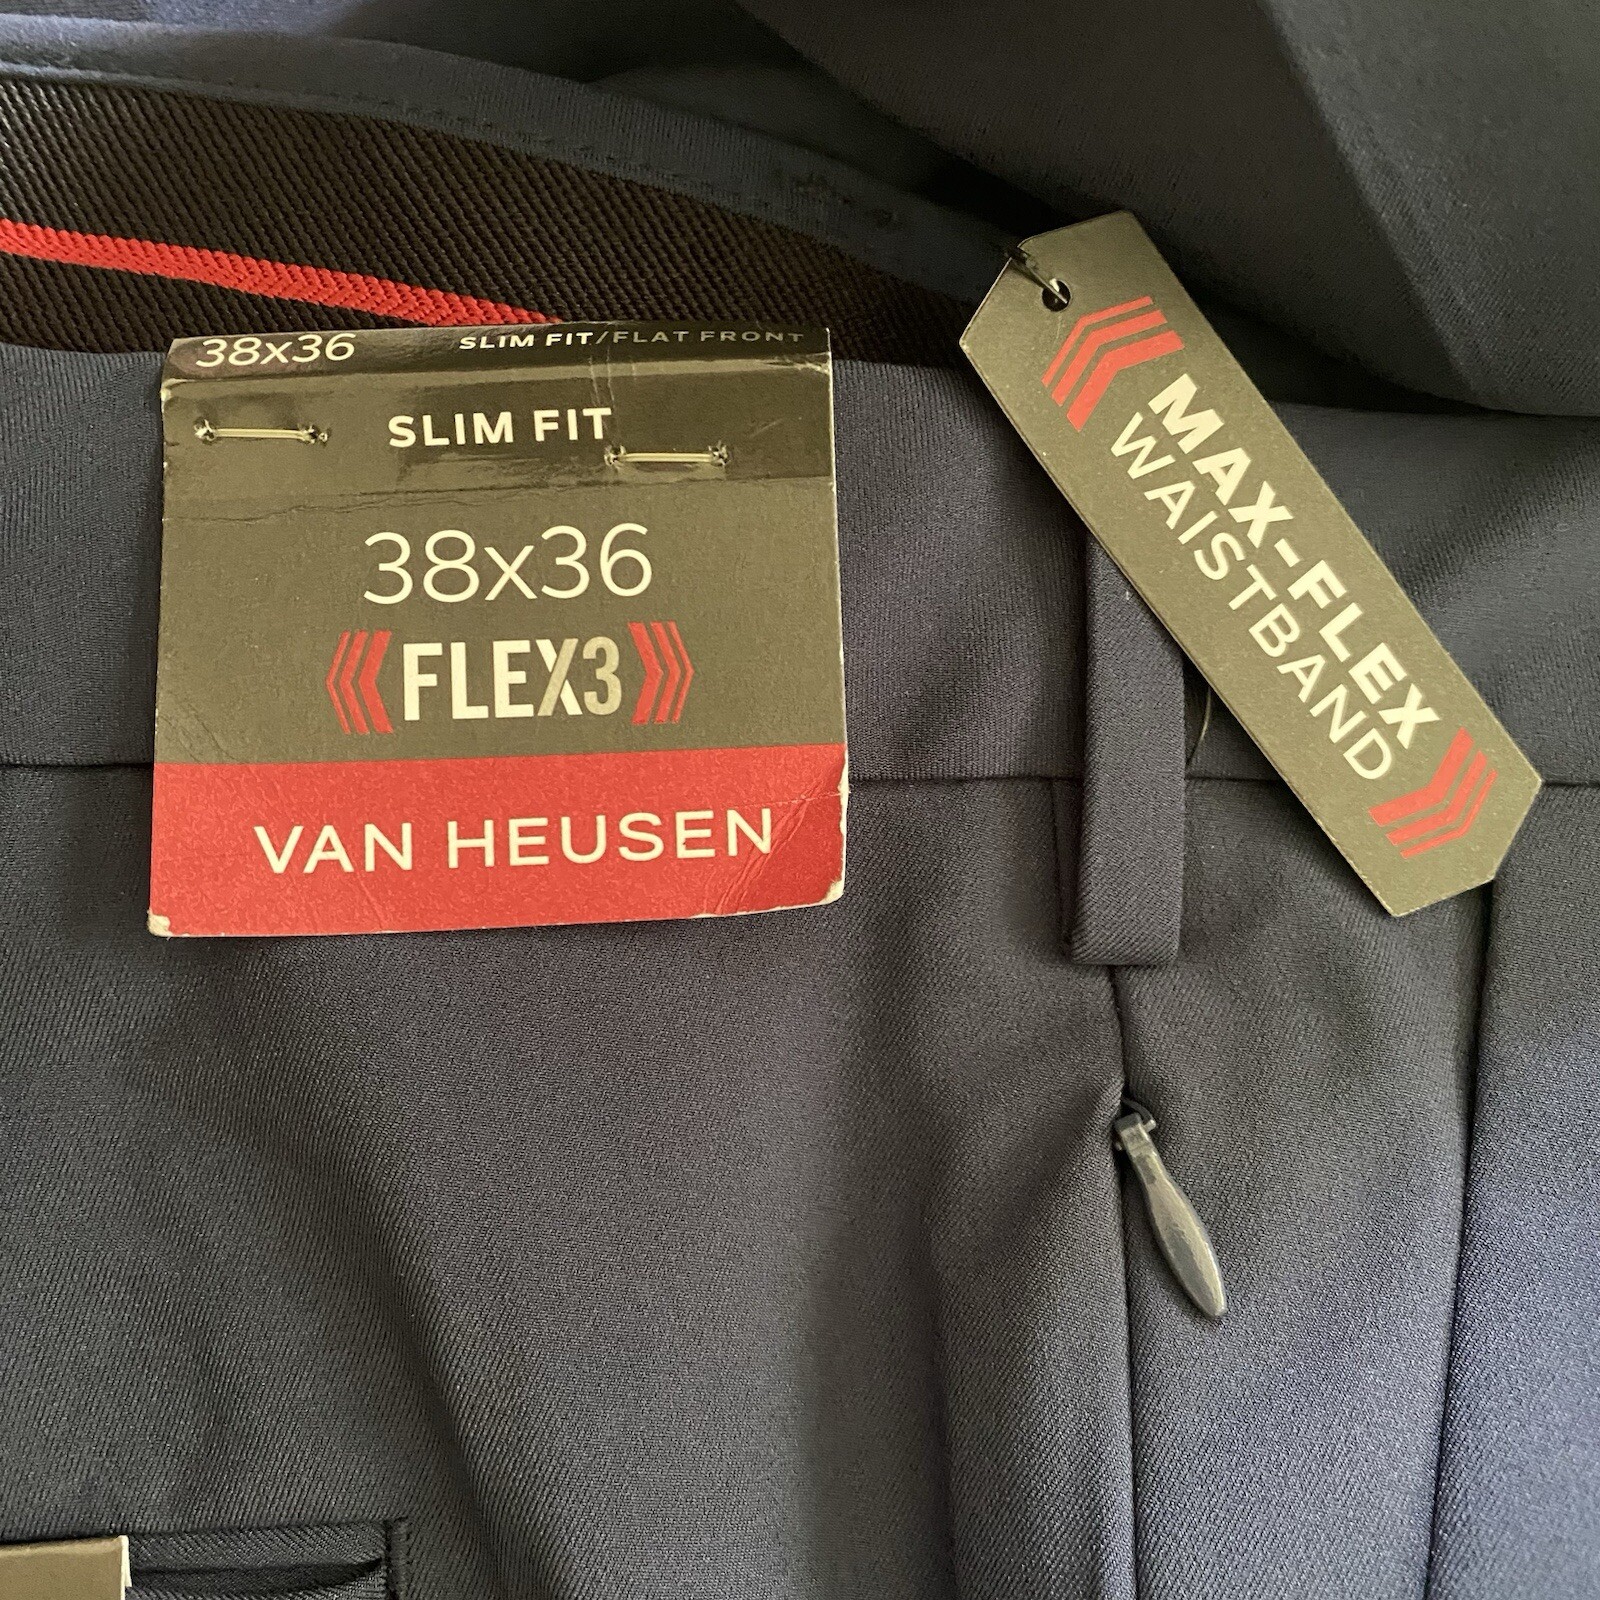 38x36 SLIM FIT/FLAT FRONT
SLIM FIT
38x36
FLEX3
VAN HEUSEN
MAX-FLEX
WAISTBAND